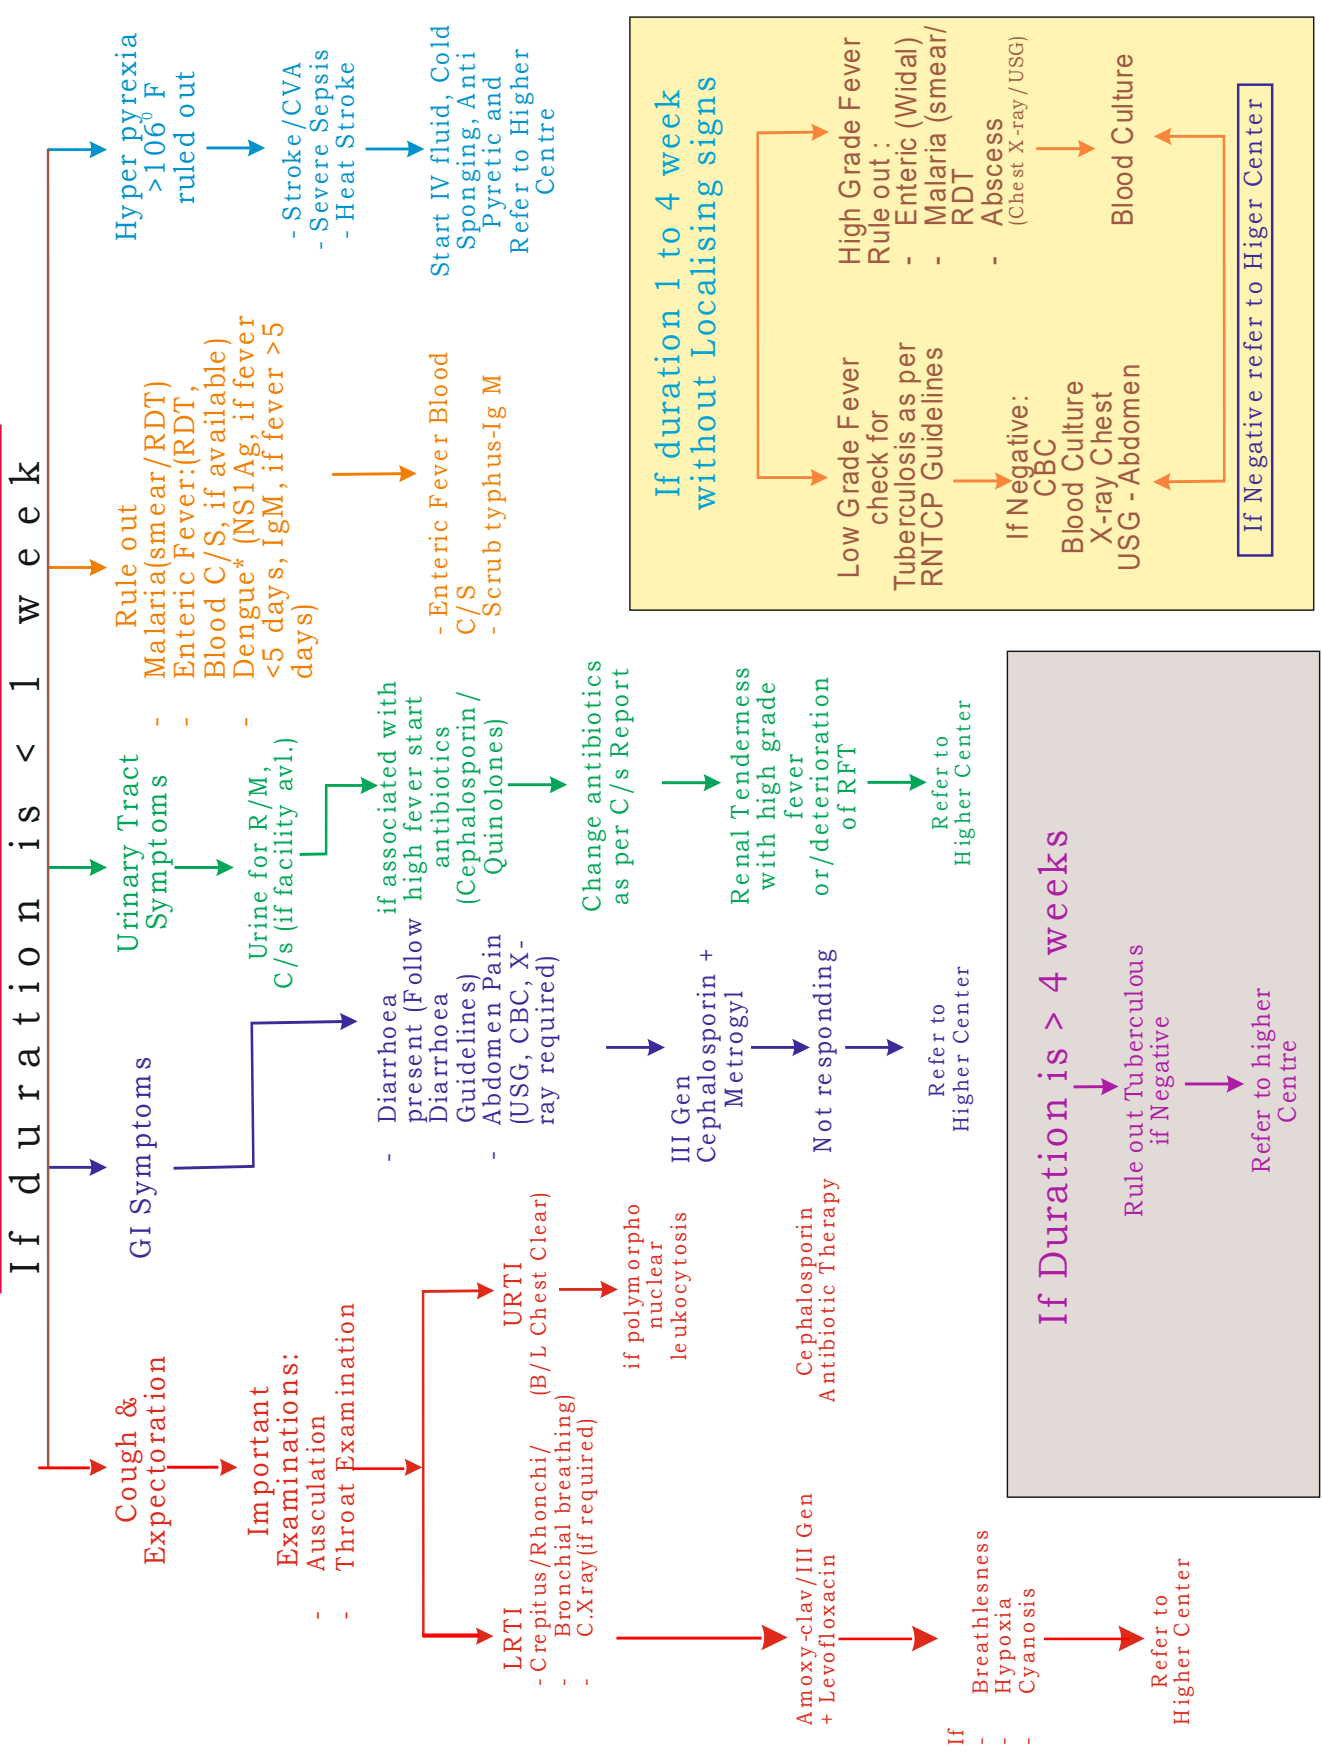 If duration is < 1 week
Cough &
Expectoration
Important
Examinations:
- Ausculation
- Throat Examination
LRTI
- Crepitus/Rhonchi/
- Bronchial breathing)
- C.Xray(if required)
Amoxy-clav/III Gen
+ Levofloxacin
If
- Breathlesness
- Hypoxia
- Cyanosis
Refer to
Higher Center
URTI
(B/L Chest Clear)
if polymorpho
nuclear
leukocytosis
Cephalosporin
Antibiotic Therapy
GI Symptoms
- Diarrhoea
present (Follow
Diarrhoea
Guidelines)
- Abdomen Pain
(USG, CBC, X-
ray required)
III Gen
Cephalosporin +
Metrogyl
Not responding
Refer to
Higher Center
Urinary Tract
Symptoms
Urine for R/M,
C/s (if facility avl.)
if associated with
high fever start
antibiotics
(Cephalosporin/
Quinolones)
Change antibiotics
as per C/s Report
Renal Tenderness
with high grade
fever
or/deterioration
of RFT
Refer to
Higher Center
Rule out
- Malaria(smear/RDT)
- Enteric Fever:(RDT,
Blood C/S, if available)
- Dengue* (NS1Ag, if fever
<5 days, IgM, if fever >5
days)
- Enteric Fever Blood
C/S
- Scrub typhus-Ig M
Hyper pyrexia
>106⁰ F
ruled out
- Stroke/CVA
- Severe Sepsis
- Heat Stroke
Start IV fluid, Cold
Sponging, Anti
Pyretic and
Refer to Higher
Centre
If duration 1 to 4 week
without Localising signs
Low Grade Fever
check for
Tuberculosis as per
RNTCP Guidelines
If Negative:
CBC
Blood Culture
X-ray Chest
USG - Abdomen
High Grade Fever
Rule out :
- Enteric (Widal)
- Malaria (smear/
RDT
- Abscess
(Chest X-ray/USG)
Blood Culture
If Negative refer to Higer Center
If Duration is > 4 weeks
Rule out Tuberculous
if Negative
Refer to higher
Centre